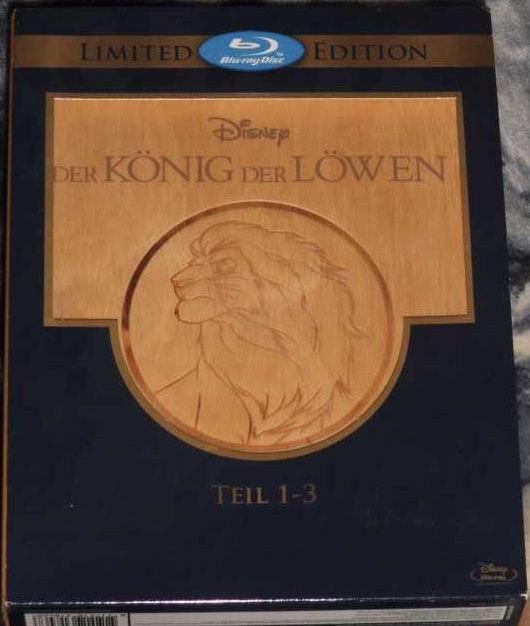 LIMITED Blu-ray Disc EDITION
Disney
DER KÖNIG DER LÖWEN
TEIL 1-3
Disney